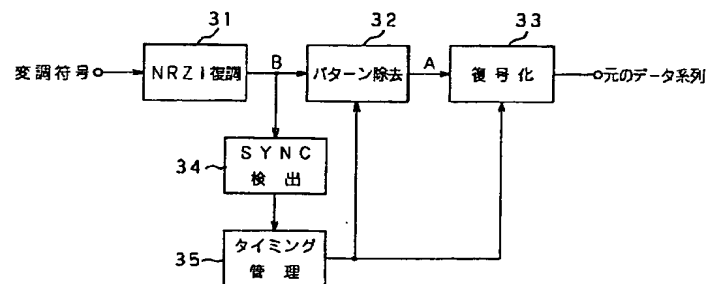 31
32
33
変調符号
NRZI復調
B
パターン除去
A
復号化
元のデータ系列
34
SYNC
検出
35
タイミング
管理